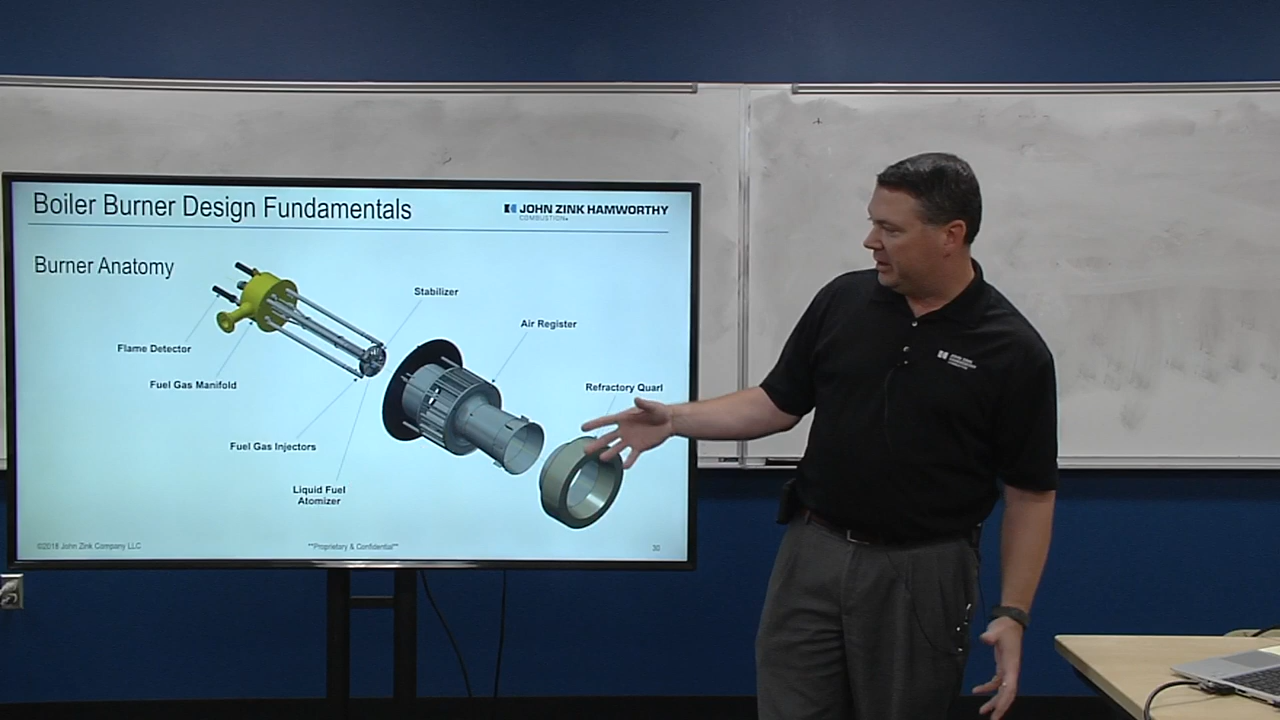 Boiler Burner Design Fundamentals
JOHN ZINK HAMWORTHY
COMBUSTION
Burner Anatomy
Stabilizer
Air Register
Flame Detector
Fuel Gas Manifold
Refractory Quarl
Fuel Gas Injectors
Liquid Fuel
Atomizer
©2018 John Zink Company LLC
**Proprietary & Confidential**
30